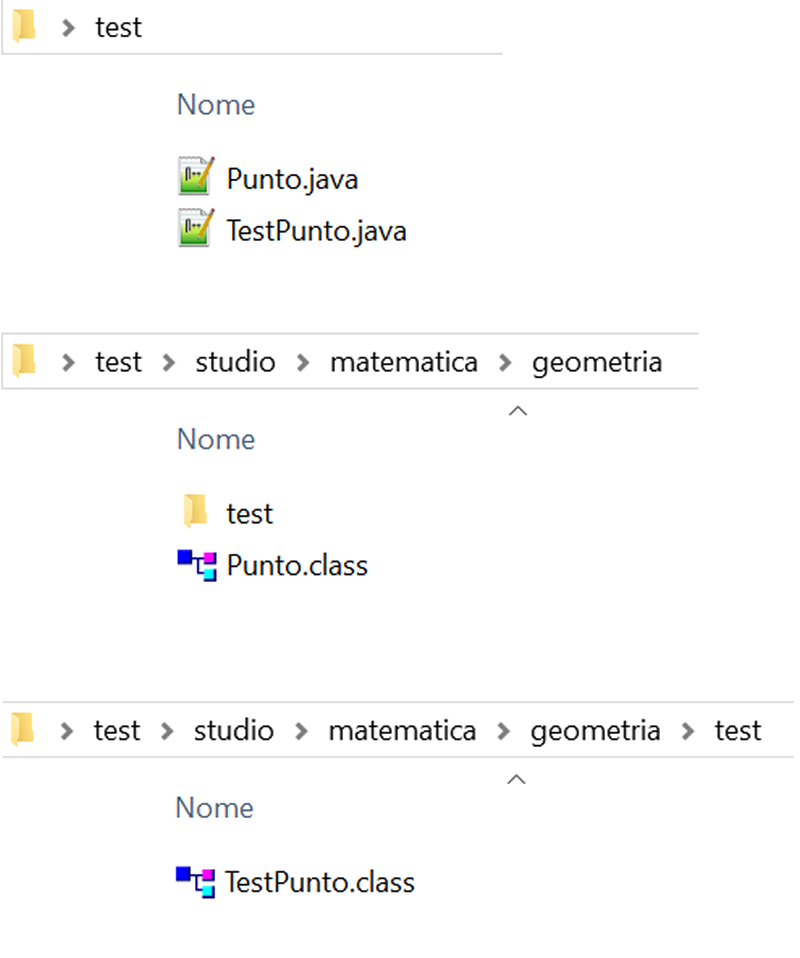 test
Nome
Punto.java
TestPunto.java
test studio matematica geometria
Nome
test
Punto.class
test studio matematica geometria test
Nome
TestPunto.class